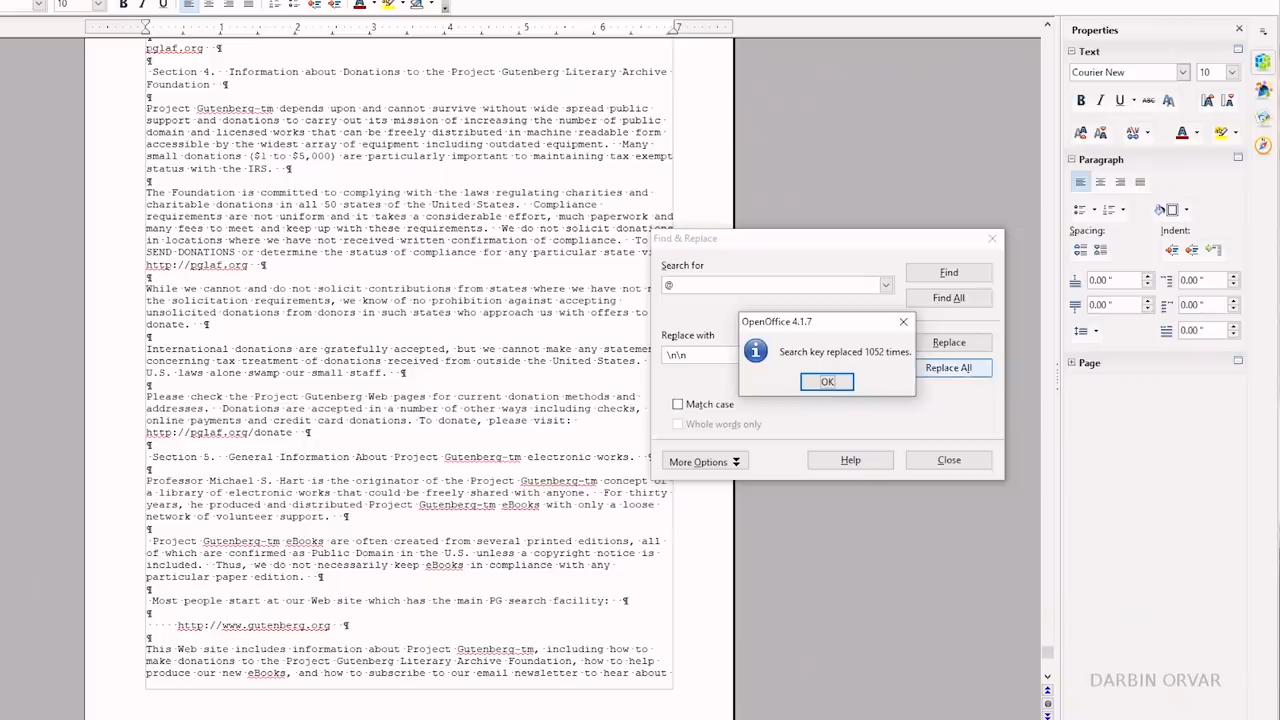 10
B I U
1 2 3 4 5 6 7
pglaf.org ¶
¶
Section 4. Information about Donations to the Project Gutenberg Literary Archive
Foundation ¶
¶
Project Gutenberg-tm depends upon and cannot survive without wide spread public
support and donations to carry out its mission of increasing the number of public
domain and licensed works that can be freely distributed in machine readable form
accessible by the widest array of equipment including outdated equipment. Many
small donations ($1 to $5,000) are particularly important to maintaining tax exempt
status with the IRS. ¶
¶
The Foundation is committed to complying with the laws regulating charities and
charitable donations in all 50 states of the United States. Compliance
requirements are not uniform and it takes a considerable effort, much paperwork and
many fees to meet and keep up with these requirements. We do not solicit donations
in locations where we have not received written confirmation of compliance. To
SEND DONATIONS or determine the status of compliance for any particular state
http://pglaf.org ¶
¶
While we cannot and do not solicit contributions from states where we have not
the solicitation requirements, we know of no prohibition against accepting
unsolicited donations from donors in such states who approach us with offers to
donate. ¶
¶
International donations are gratefully accepted, but we cannot make any
concerning tax treatment of donations received from outside the United States.
U.S. laws alone swamp our small staff. ¶
¶
Please check the Project Gutenberg Web pages for current donation methods and
addresses. Donations are accepted in a number of other ways including checks,
online payments and credit card donations. To donate, please visit:
http://pglaf.org/donate ¶
¶
Section 5. General Information About Project Gutenberg-tm electronic works. ¶
¶
Professor Michael S. Hart is the originator of the Project Gutenberg-tm concept
a library of electronic works that could be freely shared with anyone. For thirty
years, he produced and distributed Project Gutenberg-tm eBooks with only a loose
network of volunteer support. ¶
¶
Project Gutenberg-tm eBooks are often created from several printed editions, all
of which are confirmed as Public Domain in the U.S. unless a copyright notice is
included. Thus, we do not necessarily keep eBooks in compliance with any
particular paper edition. ¶
¶
Most people start at our Web site which has the main PG search facility: ¶
¶
http://www.gutenberg.org ¶
¶
This Web site includes information about Project Gutenberg-tm, including how to
make donations to the Project Gutenberg Literary Archive Foundation, how to help
produce our new eBooks, and how to subscribe to our email newsletter to hear about
Find & Replace
Search for
@
Find
Find All
Replace with
\n\n
Replace
Replace All
Match case
Whole words only
More Options
Help
Close
OpenOffice 4.1.7
Search key replaced 1052 times.
OK
Properties
Text
Courier New 10
B I U ABC A
Paragraph
Spacing: Indent:
0.00 " 0.00 "
0.00 " 0.00 "
0.00 "
Page
DARBIN ORVAR